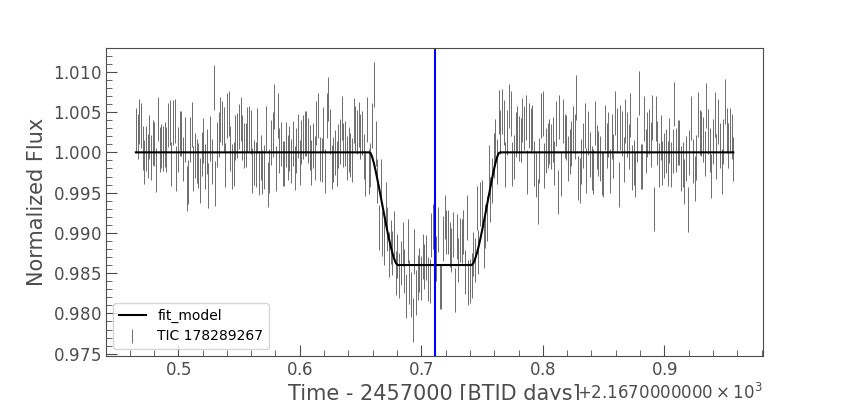 1.010
1.005
1.000
0.995
0.990
0.985
0.980
0.975
Normalized Flux
fit_model
TIC 178289267
0.5 0.6 0.7 0.8 0.9
Time - 2457000 [BTJD days]
+2.1670000000 × 10³